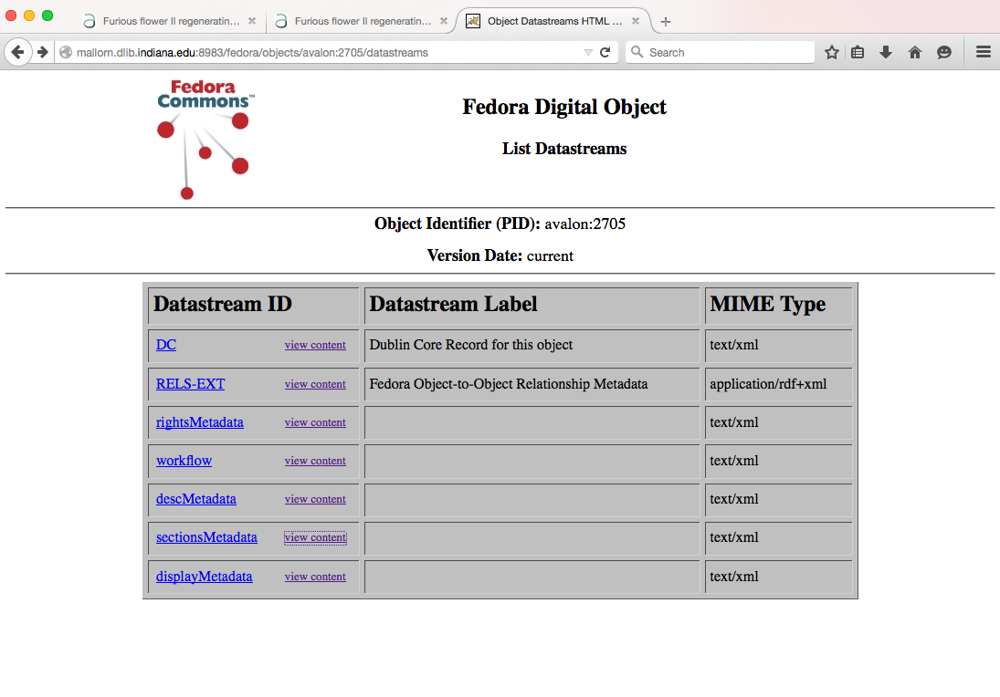 Furious flower II regeneratin...
Furious flower II regeneratin...
Object Datastreams HTML ...
mallorn.dlib.indiana.edu:8983/fedora/objects/avalon:2705/datastreams
Search
Fedora
Commons™
Fedora Digital Object
List Datastreams
Object Identifier (PID): avalon:2705
Version Date: current
Datastream ID Datastream Label MIME Type
DC view content Dublin Core Record for this object text/xml
RELS-EXT view content Fedora Object-to-Object Relationship Metadata application/rdf+xml
rightsMetadata view content text/xml
workflow view content text/xml
descMetadata view content text/xml
sectionsMetadata view content text/xml
displayMetadata view content text/xml